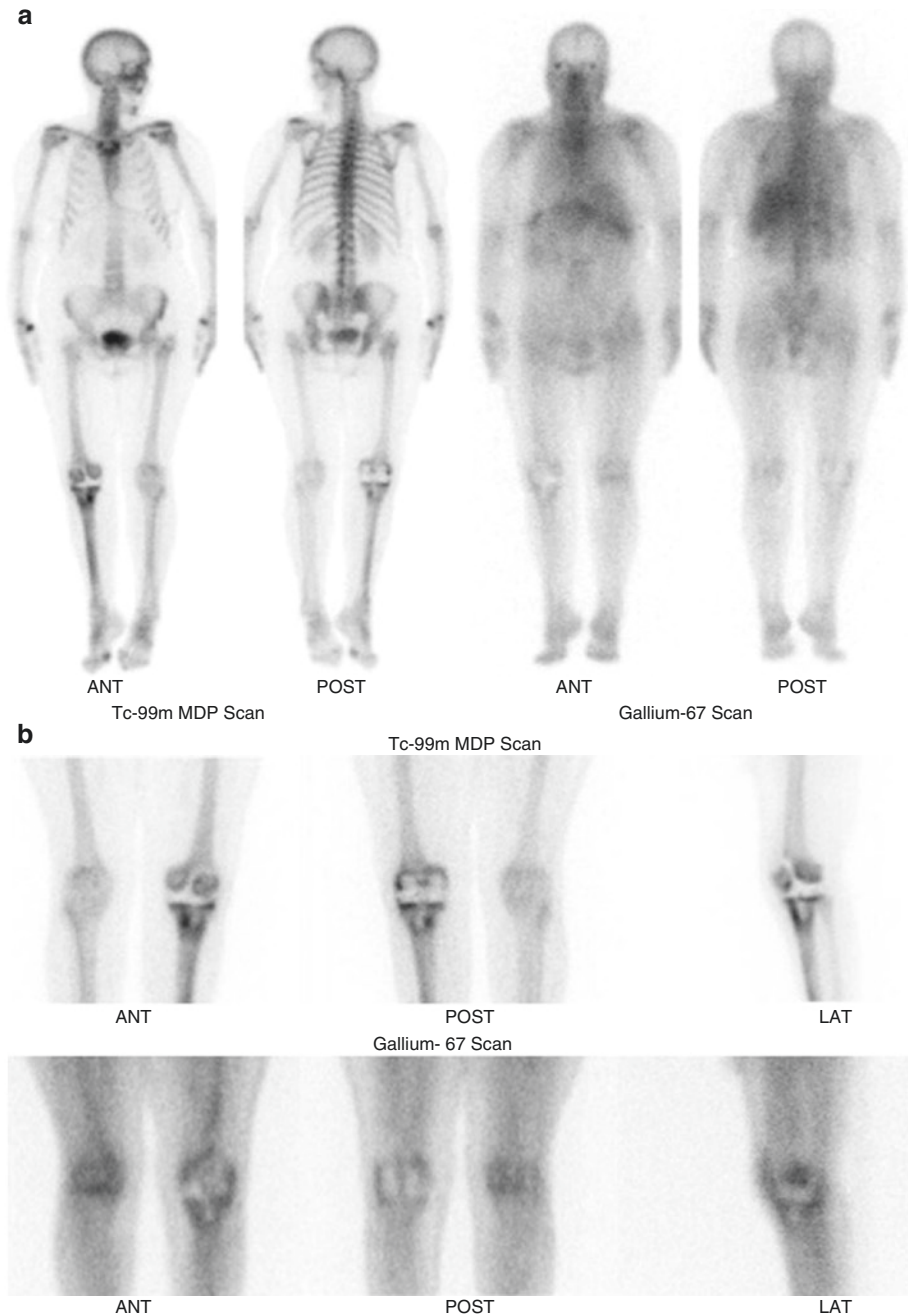 a
ANT POST ANT POST
Tc-99m MDP Scan Gallium-67 Scan
b
Tc-99m MDP Scan
ANT POST LAT
Gallium- 67 Scan
ANT POST LAT